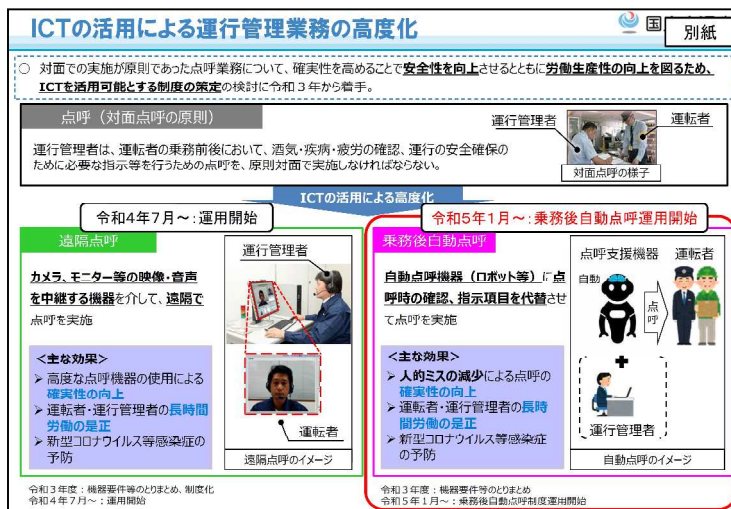 ICTの活用による運行管理業務の高度化
国
別紙
○ 対面での実施が原則であった点呼業務について、確実性を高めることで安全性を向上させるとともに労働生産性の向上を図るため、
ICTを活用可能とする制度の策定の検討に令和3年から着手。
点呼(対面点呼の原則)
運行管理者は、運転者の乗務前後において、酒気・疾病・疲労の確認、運行の安全確保の
ために必要な指示等を行うための点呼を、原則対面で実施しなければならない。
運行管理者
運転者
対面点呼の様子
ICTの活用による高度化
令和4年7月~:運用開始
遠隔点呼
カメラ、モニター等の映像・音声
を中継する機器を介して、遠隔で
点呼を実施
<主な効果>
➤ 高度な点呼機器の使用による
確実性の向上
➤ 運転者・運行管理者の長時間
労働の是正
➤ 新型コロナウイルス等感染症の
予防
運行管理者
運転者
遠隔点呼のイメージ
令和3年度:機器要件等のとりまとめ、制度化
令和4年7月~:運用開始
令和5年1月~:乗務後自動点呼運用開始
乗務後自動点呼
自動点呼機器(ロボット等)に点
呼時の確認、指示項目を代替させ
て点呼を実施
<主な効果>
➤ 人的ミスの減少による点呼の
確実性の向上
➤ 運転者・運行管理者の長時
間労働の是正
➤ 新型コロナウイルス等感染症
の予防
点呼支援機器
運転者
自動
点呼
運行管理者
自動点呼のイメージ
令和3年度:機器要件等のとりまとめ
令和5年1月~:乗務後自動点呼制度運用開始